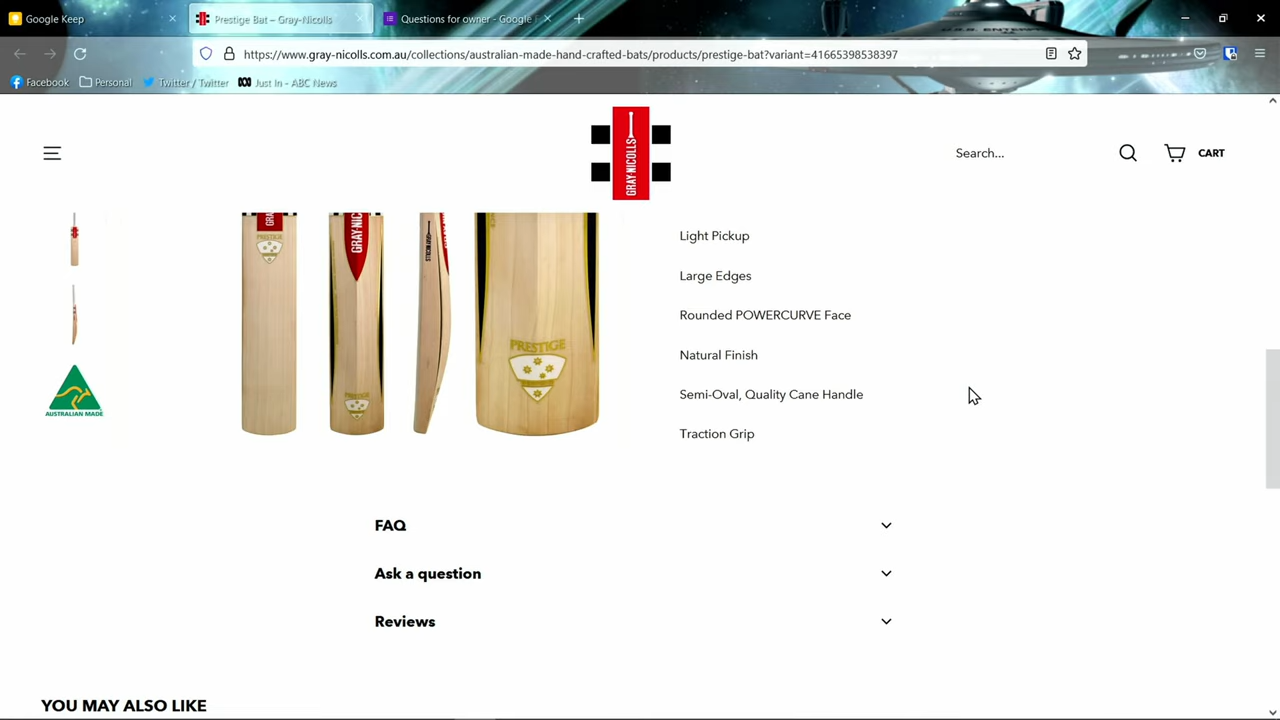 Google Keep
Prestige Bat – Gray-Nicolls
Questions for owner - Google
https://www.gray-nicolls.com.au/collections/australian-made-hand-crafted-bats/products/prestige-bat?variant=41665398538397
Facebook
Personal
Twitter / Twitter
Just In - ABC News
GRAY-NICOLLS
Search...
CART
GRA
PRESTIGE
GRAY-NIC
GRAY-NICOLLS
PRESTIGE
AUSTRALIAN MADE
Light Pickup
Large Edges
Rounded POWERCURVE Face
Natural Finish
Semi-Oval, Quality Cane Handle
Traction Grip
FAQ
Ask a question
Reviews
YOU MAY ALSO LIKE